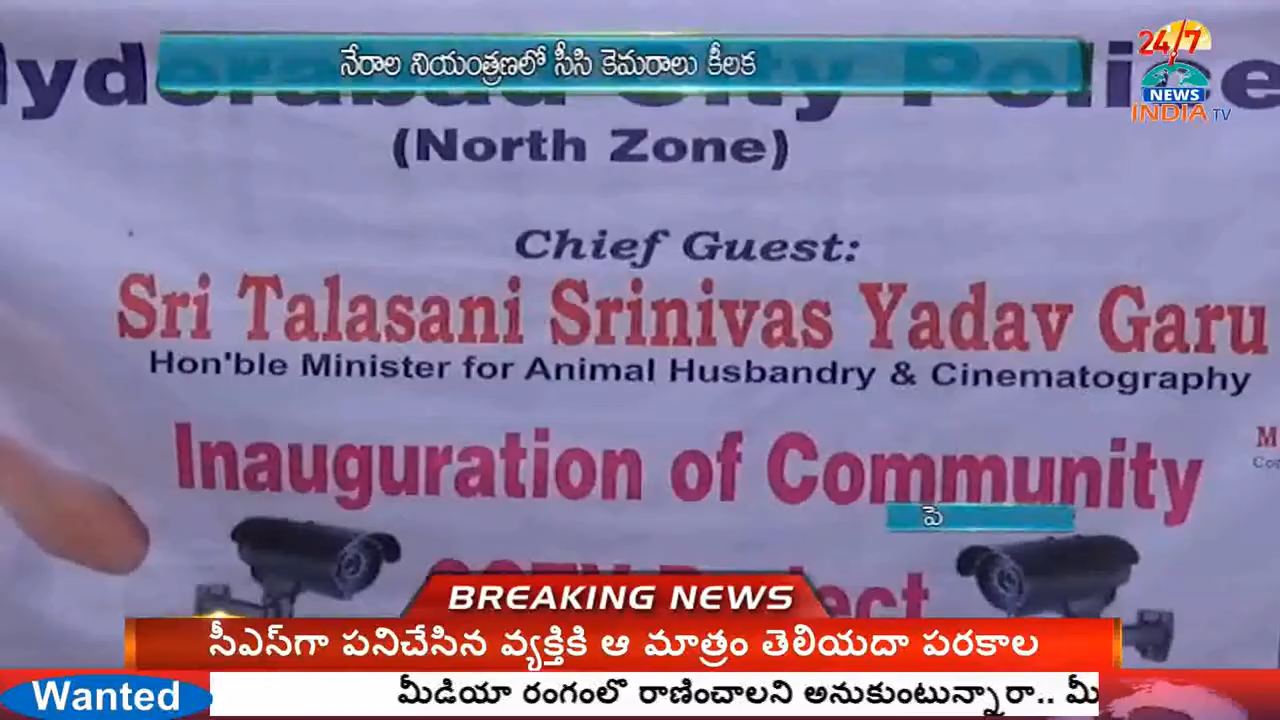 నేరాల నియంత్రణలో సీసి కెమరాలు కీలక
24/7
NEWS
INDIA TV
(North Zone)
Chief Guest:
Sri Talasani Srinivas Yadav Garu
Hon'ble Minister for Animal Husbandry & Cinematography
Inauguration of Community
పె
BREAKING NEWS
సీఎస్‌గా పనిచేసిన వ్యక్తికి ఆ మాత్రం తెలియదా పరకాల
Wanted
మీడియా రంగంలో రాణించాలని అనుకుంటున్నారా.. మీ